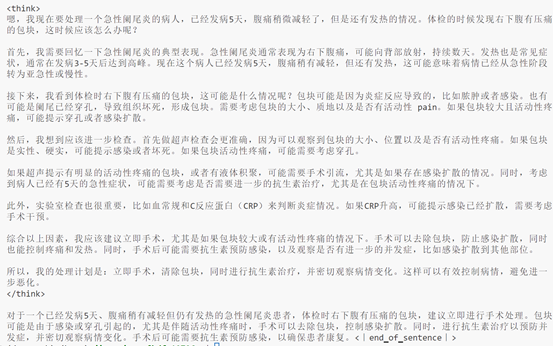 <think>
嗯，我现在要处理一个急性阑尾炎的病人，已经发病5天，腹痛稍微减轻了，但是还有发热的情况。体检的时候发现右下腹有压痛
的包块，这时候应该怎么办呢？
首先，我需要回忆一下急性阑尾炎的典型表现。急性阑尾炎通常表现为右下腹痛，可能向背部放射，持续数天。发热也是常见症
状，通常在发病3-5天后达到高峰。现在这个病人已经发病5天，腹痛有减轻，但还有发热，这可能意味着病情已经从急性阶段
转为亚急性或慢性。
接下来，我看到体检时右下腹有压痛的包块，这可能是什么情况呢？包块可能是因为炎症反应导致的，比如脓肿或者感染。也有
可能是阑尾已经穿孔，导致组织坏死，形成包块。需要考虑包块的大小、质地以及是否有活动性 pain。如果包块较大且活动性疼
痛，可能提示穿孔或者感染扩散。
然后，我想到应该进一步检查。首先做超声检查会更准确，因为可以观察到包块的大小、位置以及是否有活动性疼痛。如果包块
是实性、硬实，可能提示感染或者坏死。如果包块活动性疼痛，可能需要考虑穿孔。
如果超声提示有明显的活动性疼痛的包块，或者有液体积聚，可能需要手术引流，尤其是如果存在感染扩散的情况。同时，考虑
到病人已经有5天的急性症状，可能需要考虑是否需要进一步的抗生素治疗，尤其是在包块活动性疼痛的情况下。
此外，实验室检查也很重要，比如血常规和C反应蛋白（CRP）来判断炎症情况。如果CRP升高，可能提示感染已经扩散，需要考虑
手术干预。
综合以上因素，我应该建议立即手术，尤其是如果包块较大或有活动性疼痛的情况下。手术可以去除包块，防止感染扩散，同时
也能控制疼痛和发热。同时，手术后可能需要抗生素预防感染，以及观察是否有进一步的并发症，比如感染扩散到其他部位。
所以，我的处理计划是：立即手术，清除包块，同时进行抗生素治疗，并密切观察病情变化。这样可以有效控制病情，避免进一
步恶化。
</think>
对于一个已经发病5天、腹痛稍有减轻但仍有发热的急性阑尾炎患者，体检时右下腹有压痛的包块，建议立即进行手术处理。包块
可能是由于感染或穿孔引起的，尤其是伴随活动性疼痛时，手术可以去除包块，控制感染扩散。同时，进行抗生素治疗以预防并
发症，并密切观察病情变化。手术后可能需要抗生素预防感染，以确保患者康复。<｜end_of_sentence｜>